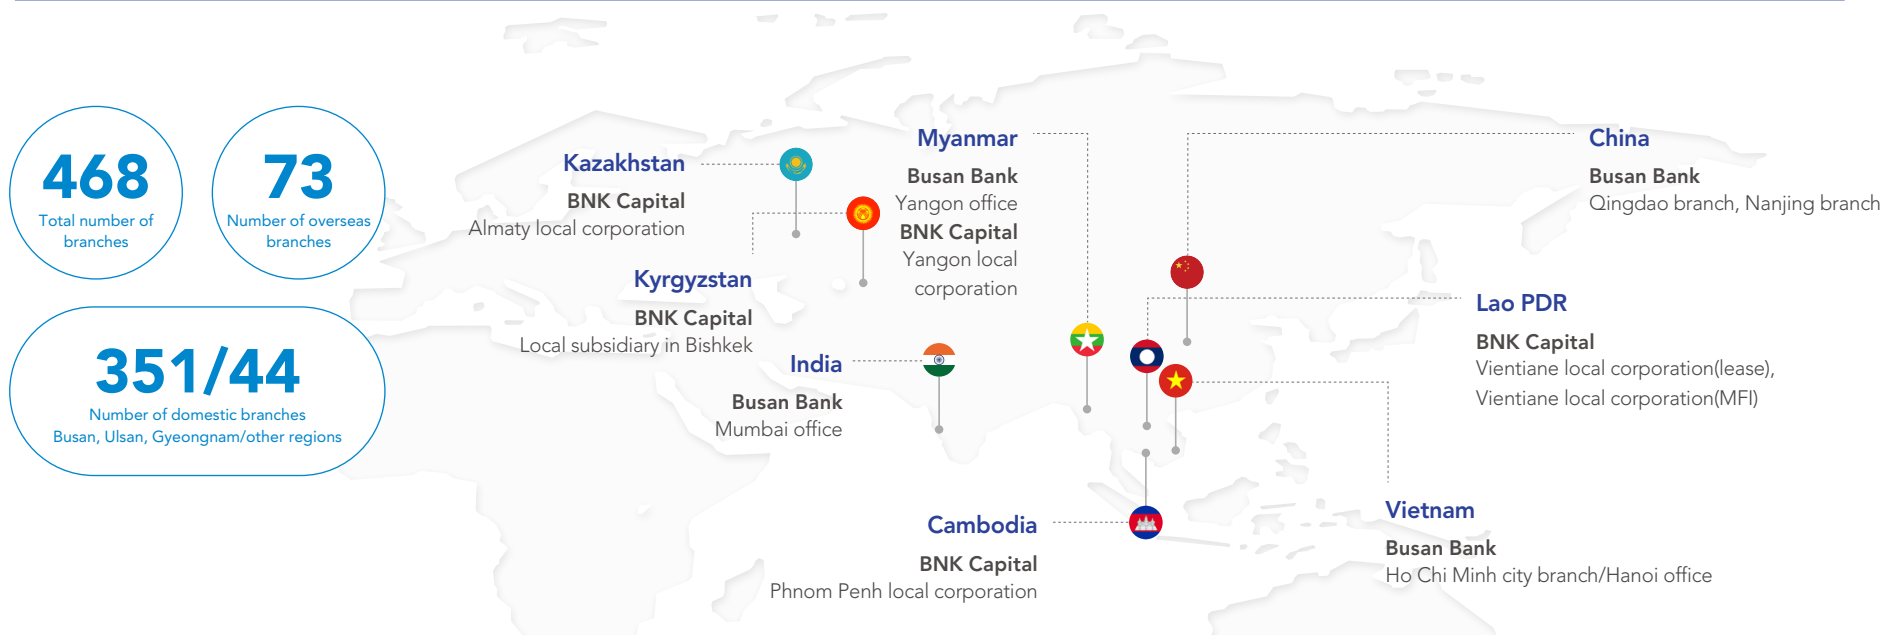 468
Total number of
branches
73
Number of overseas
branches
351/44
Number of domestic branches
Busan, Ulsan, Gyeongnam/other regions
Kazakhstan
BNK Capital
Almaty local corporation
Kyrgyzstan
BNK Capital
Local subsidiary in Bishkek
India
Busan Bank
Mumbai office
Myanmar
Busan Bank
Yangon office
BNK Capital
Yangon local
corporation
Cambodia
BNK Capital
Phnom Penh local corporation
China
Busan Bank
Qingdao branch, Nanjing branch
Lao PDR
BNK Capital
Vientiane local corporation(lease),
Vientiane local corporation(MFI)
Vietnam
Busan Bank
Ho Chi Minh city branch/Hanoi office